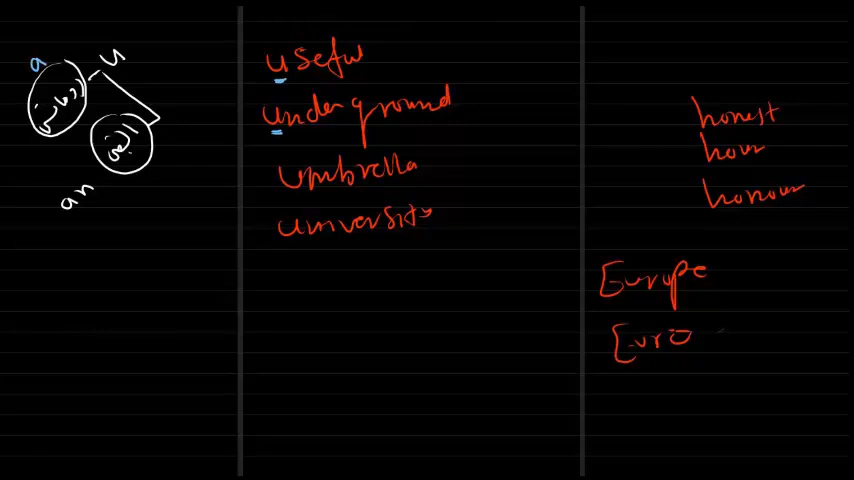 a
u
an
useful
underground
umbrella
university
honest
hour
honour
Europe
Euro